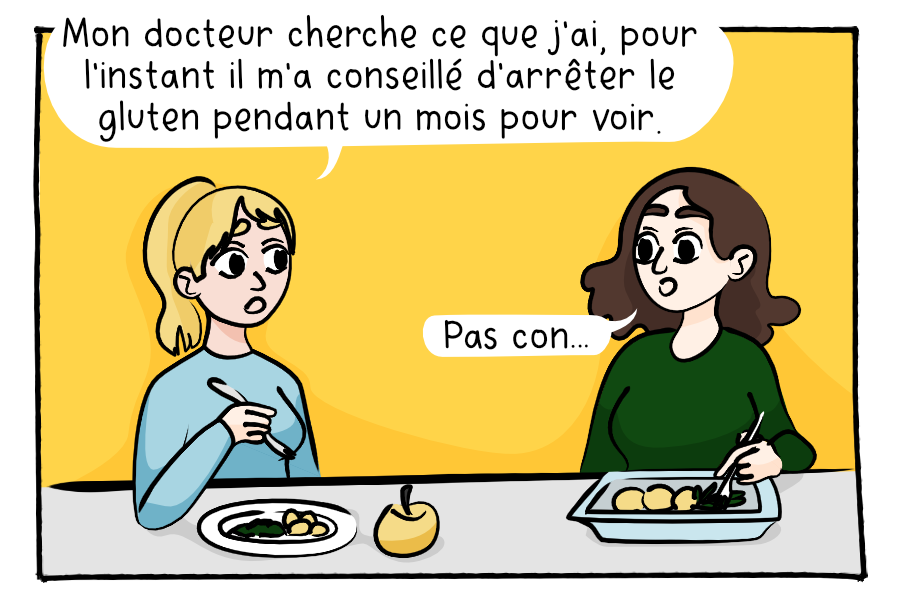 Mon docteur cherche ce que j'ai, pour
l'instant il m'a conseillé d'arrêter le
gluten pendant un mois pour voir.
Pas con...